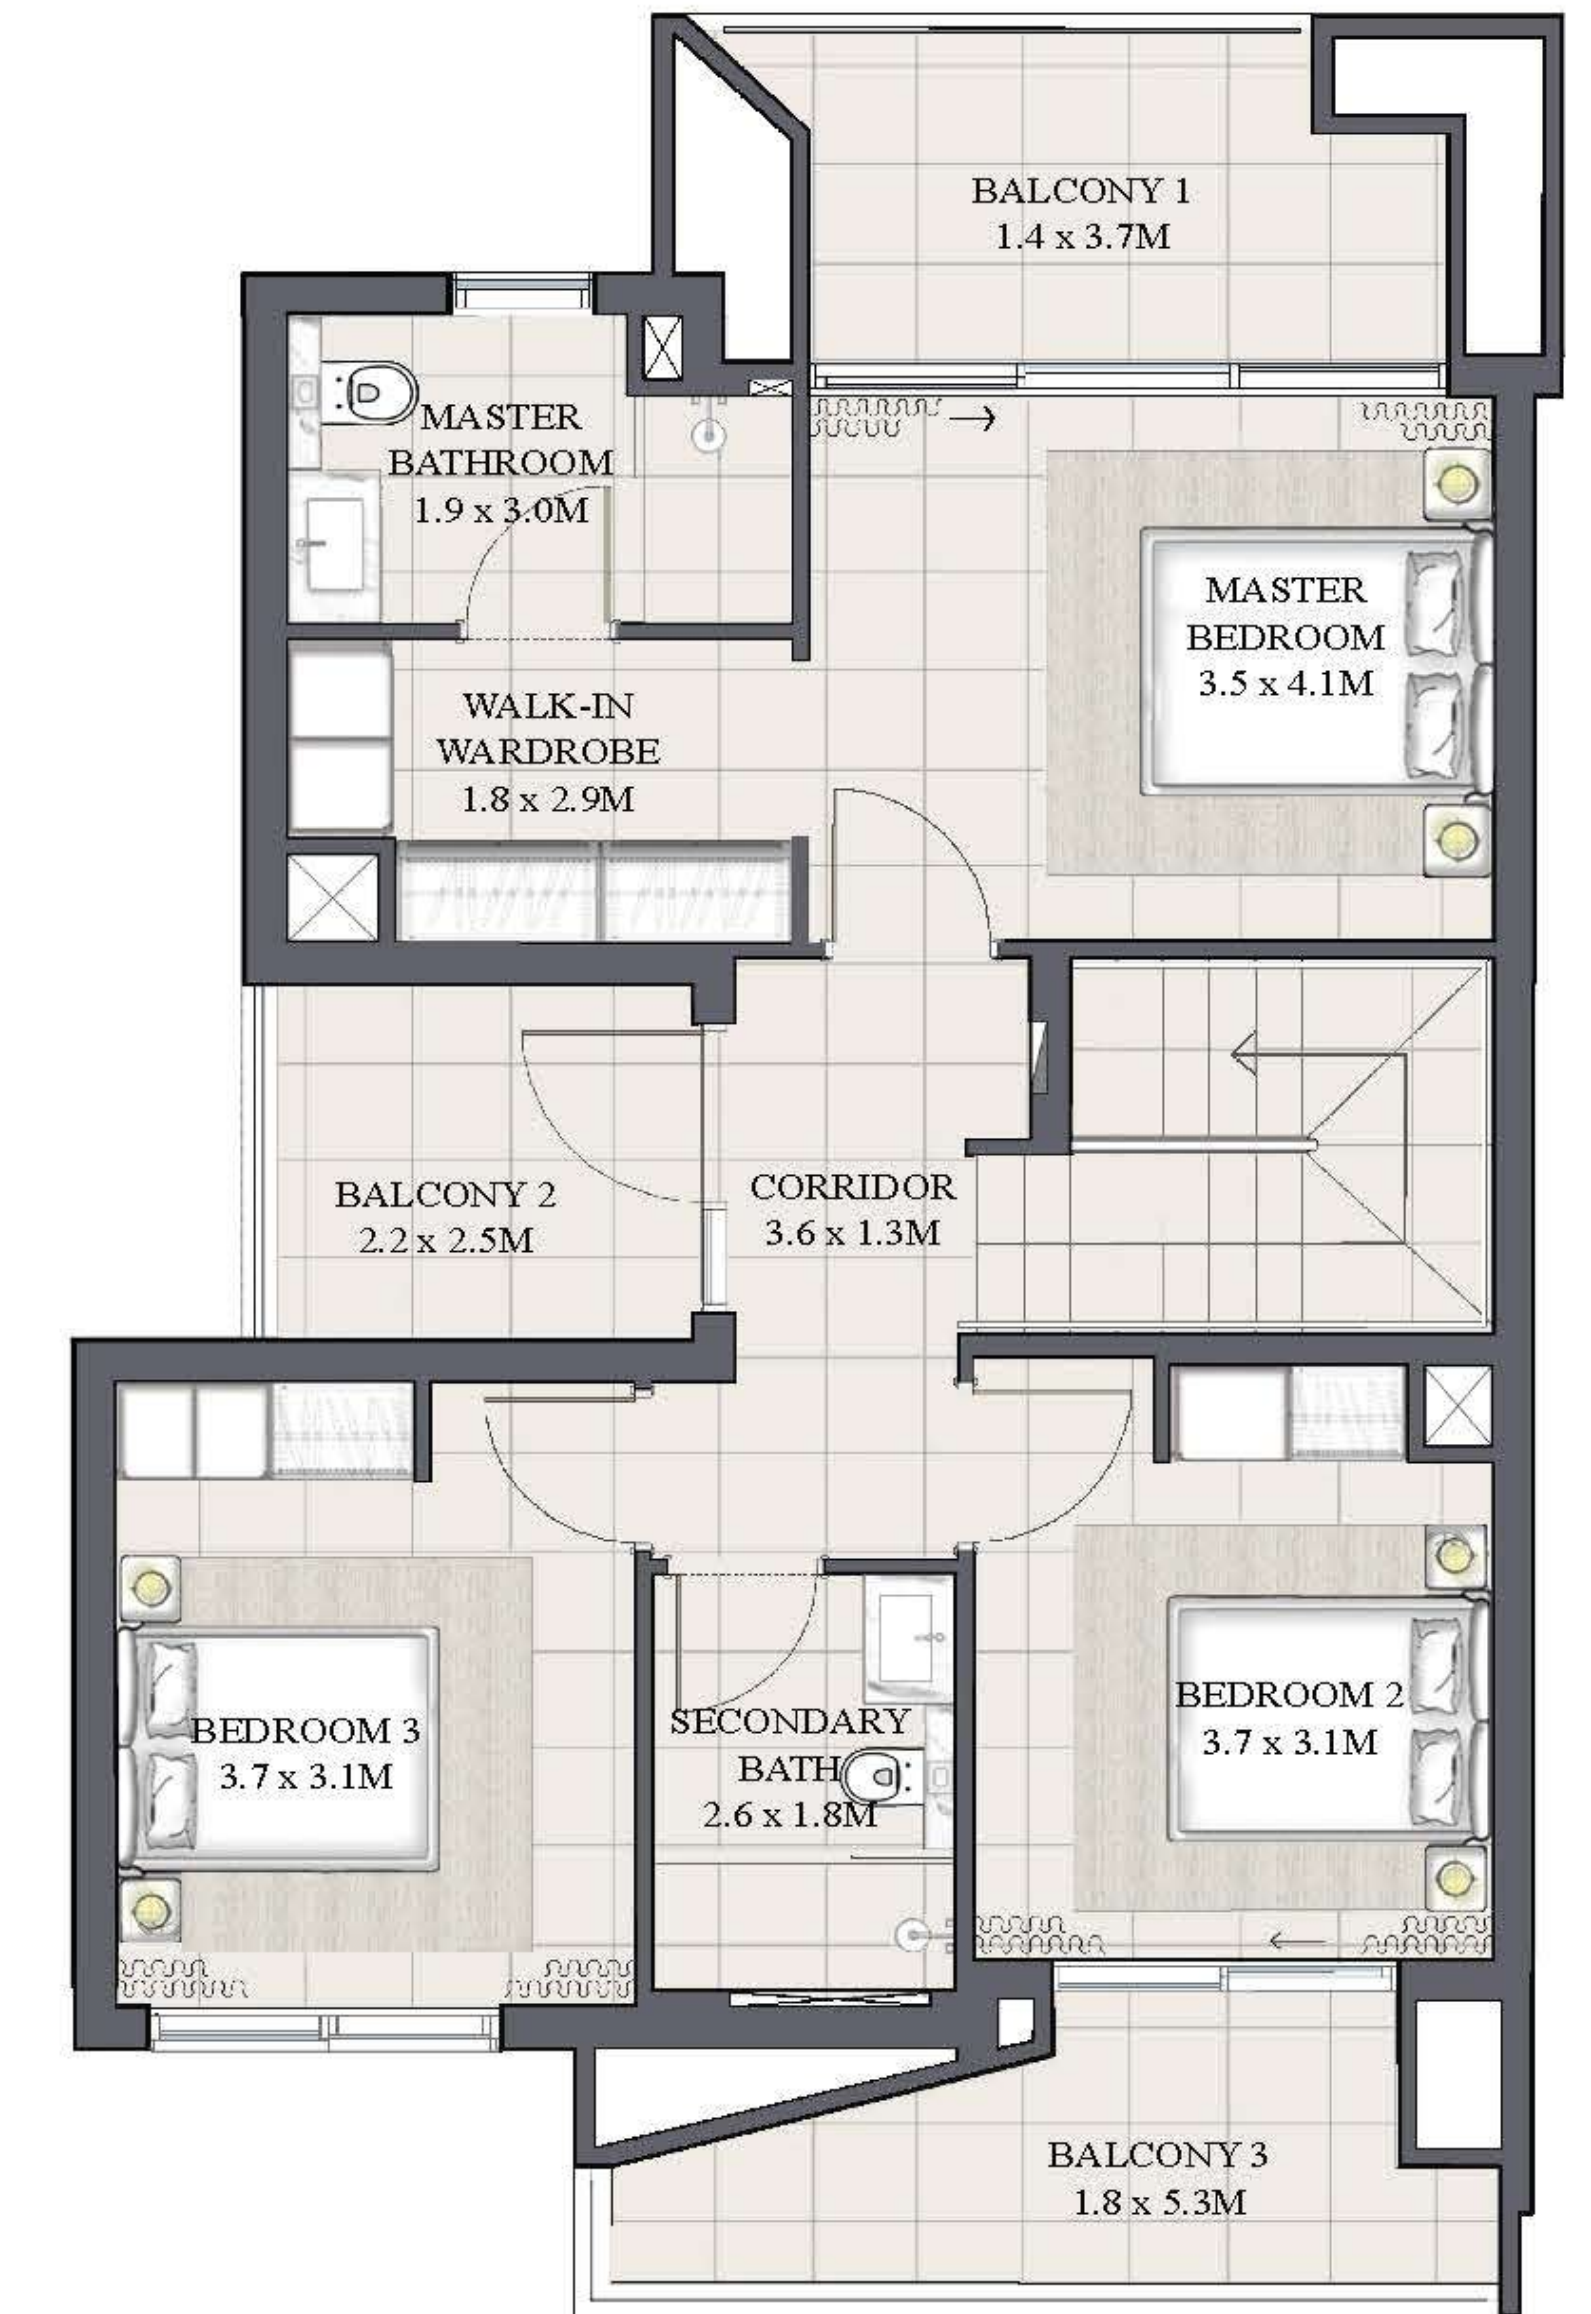 BALCONY 1
1.4 x 3.7M
MASTER
BATHROOM
1.9 x 3.0M
MASTER
BEDROOM
3.5 x 4.1M
WALK-IN
WARDROBE
1.8 x 2.9M
BALCONY 2
2.2 x 2.5M
CORRIDOR
3.6 x 1.3M
BEDROOM 3
3.7 x 3.1M
SECONDARY
BATH
2.6 x 1.8M
BEDROOM 2
3.7 x 3.1M
BALCONY 3
1.8 x 5.3M